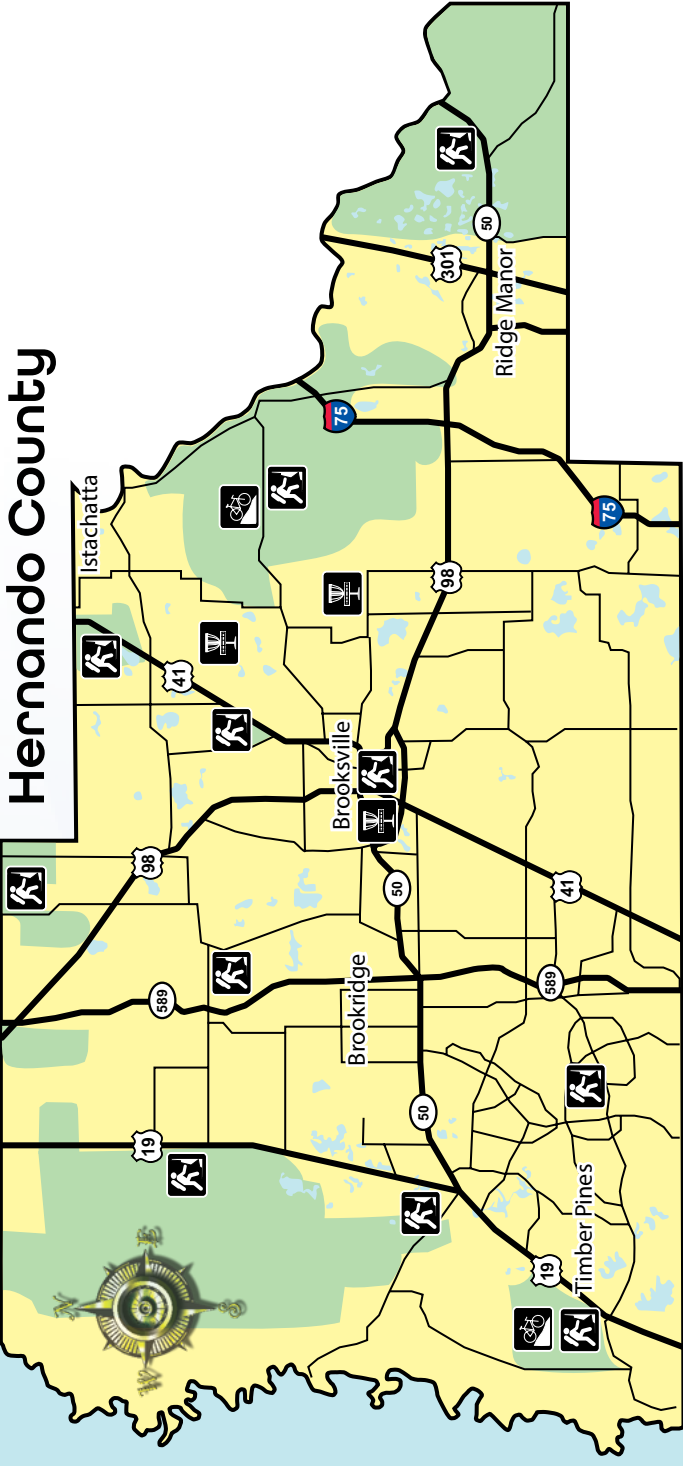 Hernando County
Istachatta
50
301
Ridge Manor
75
75
98
41
Brooksville
98
50
41
589
Brookridge
589
50
19
19
Timber Pines
N
E
S
W